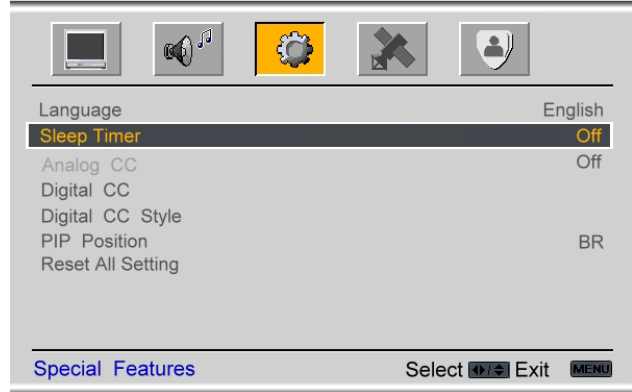 Language English
Sleep Timer Off
Analog CC Off
Digital CC
Digital CC Style
PIP Position BR
Reset All Setting
Special Features Select Exit MENU